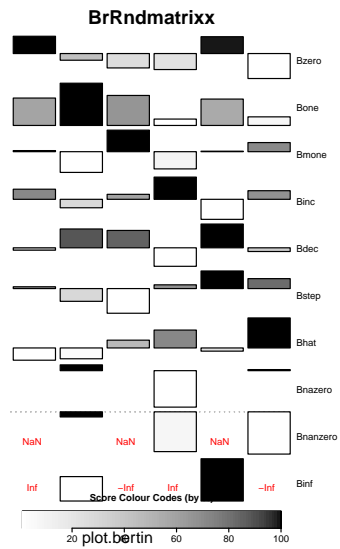 BrRndmatrixx
Bzero
Bone
Bmone
Binc
Bdec
Bstep
Bhat
Bnazero
Bnanzero
NaN NaN NaN
Binf
Inf −Inf Inf −Inf
Score Colour Codes (by
20 60 80 100
plot.bertin